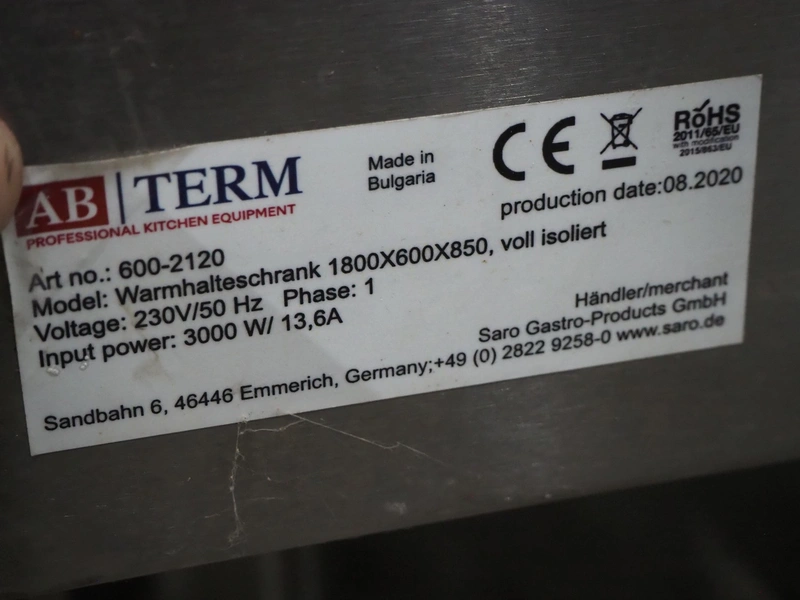 AB TERM
PROFESSIONAL KITCHEN EQUIPMENT
Made in
Bulgaria
CE
RoHS
2011/65/EU
with modification
2015/863/EU
production date:08.2020
Art no.: 600-2120
Model: Warmhalteschrank 1800X600X850, voll isoliert
Voltage: 230V/50 Hz Phase: 1
Input power: 3000 W/ 13,6A
Händler/merchant
Saro Gastro-Products GmbH
Sandbahn 6, 46446 Emmerich, Germany;+49 (0) 2822 9258-0 www.saro.de